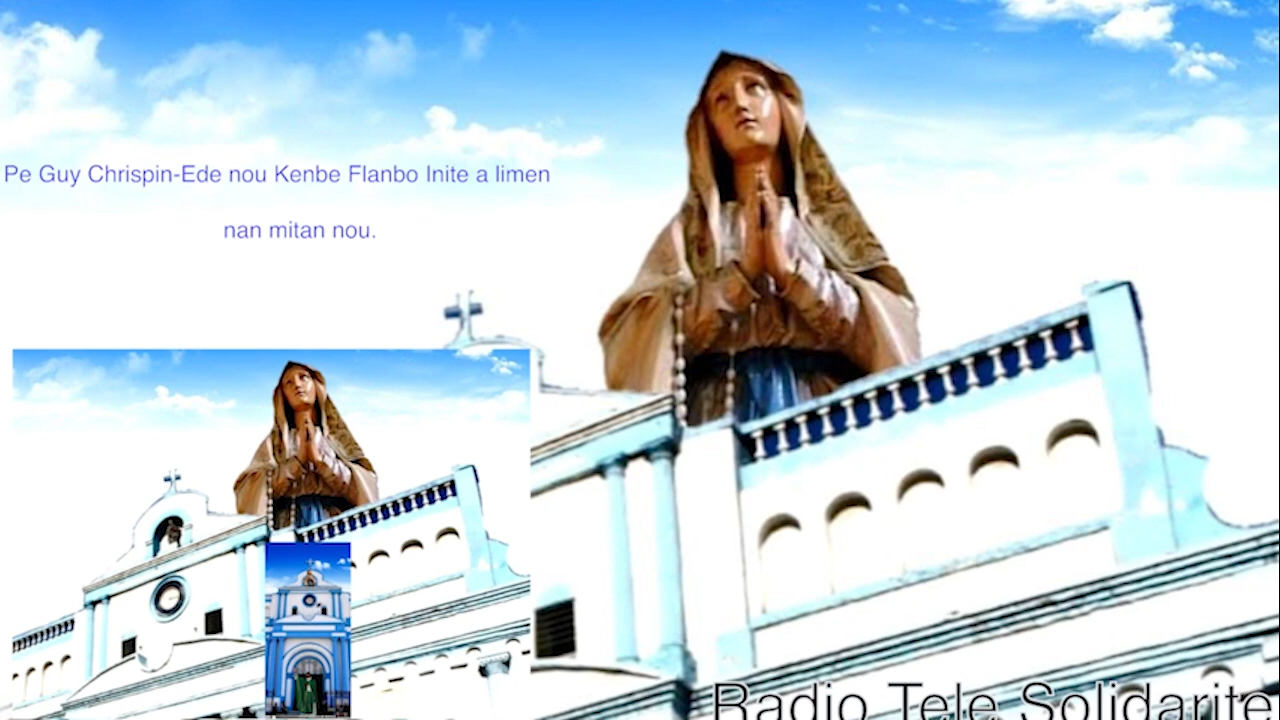 Pe Guy Chrispin-Ede nou Kenbe Flanbo Inite a limen
nan mitan nou.
Radio Tele Solidarite